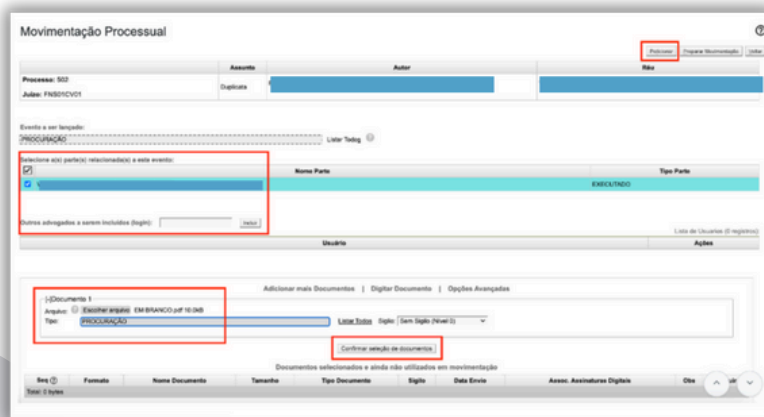 Movimentação Processual
Peticionar Preparar Movimentação Voltar
Assunto Autor Réu
Processo: 502
Juízo: FNS01CV01
Duplicata
Evento a ser lançado:
PROCURAÇÃO Listar Todos
Selecione a(s) parte(s) relacionada(s) a este evento:
Nome Parte Tipo Parte
EXECUTADO
Outros advogados a serem incluídos (login): Incluir
Lista de Usuários (0 registros)
Usuário Ações
Adicionar mais Documentos | Digitar Documento | Opções Avançadas
[-]Documento 1
Arquivo: Escolher arquivo EM BRANCO.pdf 10.0kB
Tipo: PROCURAÇÃO Listar Todos Sigilo: Sem Sigilo (Nível 0)
Confirmar seleção de documentos
Documentos selecionados e ainda não utilizados em movimentação
Seq Formato Nome Documento Tamanho Tipo Documento Sigilo Data Envio Assoc. Assinaturas Digitais Obs
Total: 0 bytes